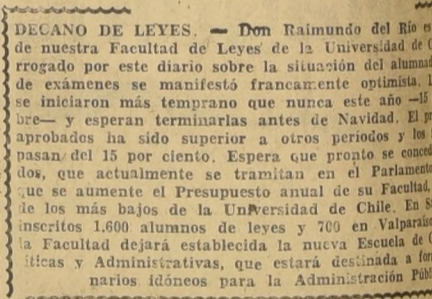 DECANO DE LEYES. — Don Raimundo del Río es
de nuestra Facultad de Leyes de la Universidad de C
rrogado por este diario sobre la situación del alumnad
de exámenes se manifestó francamente optimista. L
se iniciaron más temprano que nunca este año —15
bre— y esperan terminarlas antes de Navidad. El pr
aprobados ha sido superior a otros períodos y los
pasan del 15 por ciento. Espera que pronto se conced
dos, que actualmente se tramitan en el Parlamento
que se aumente el Presupuesto anual de su Facultad,
de los más bajos de la Universidad de Chile. En S
inscritos 1.600 alumnos de leyes y 700 en Valparaíso
la Facultad dejará establecida la nueva Escuela de C
íticas y Administrativas, que estará destinada a for
narios idóneos para la Administración Públ